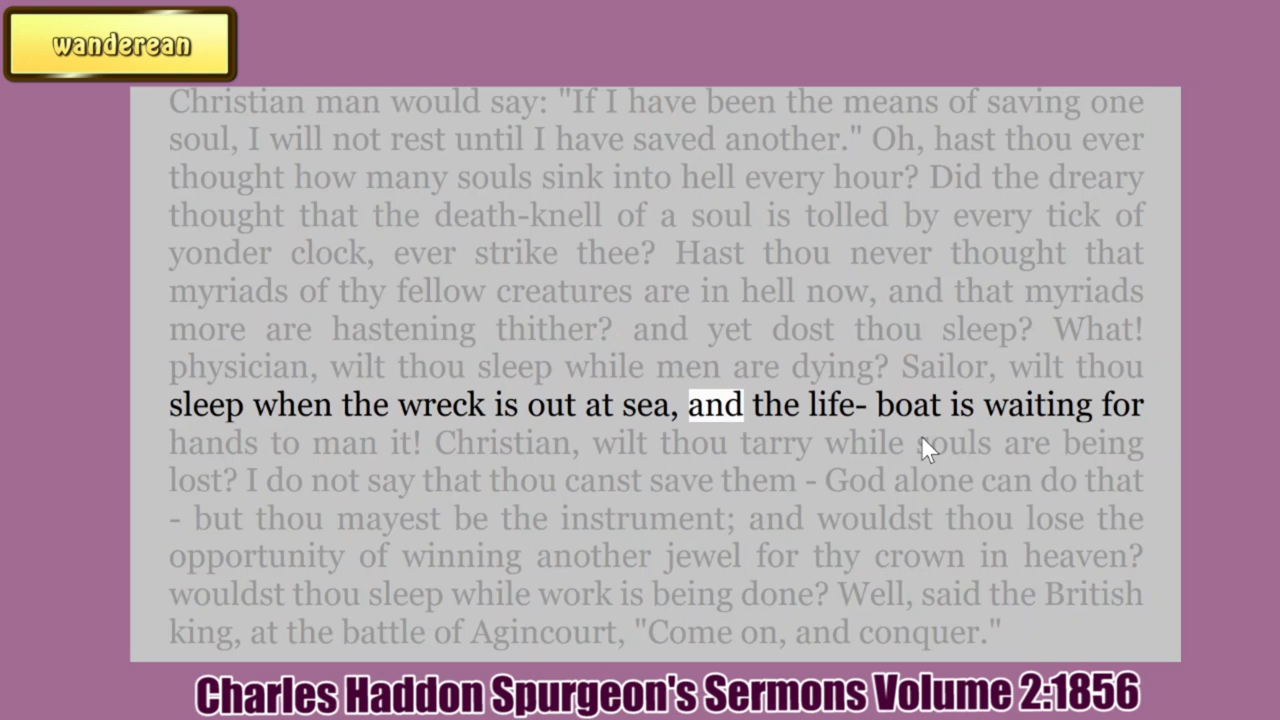 wanderean
Christian man would say: "If I have been the means of saving one
soul, I will not rest until I have saved another." Oh, hast thou ever
thought how many souls sink into hell every hour? Did the dreary
thought that the death-knell of a soul is tolled by every tick of
yonder clock, ever strike thee? Hast thou never thought that
myriads of thy fellow creatures are in hell now, and that myriads
more are hastening thither? and yet dost thou sleep? What!
physician, wilt thou sleep while men are dying? Sailor, wilt thou
sleep when the wreck is out at sea, and the life- boat is waiting for
hands to man it! Christian, wilt thou tarry while souls are being
lost? I do not say that thou canst save them - God alone can do that
- but thou mayest be the instrument; and wouldst thou lose the
opportunity of winning another jewel for thy crown in heaven?
wouldst thou sleep while work is being done? Well, said the British
king, at the battle of Agincourt, "Come on, and conquer."
Charles Haddon Spurgeon's Sermons Volume 2:1856